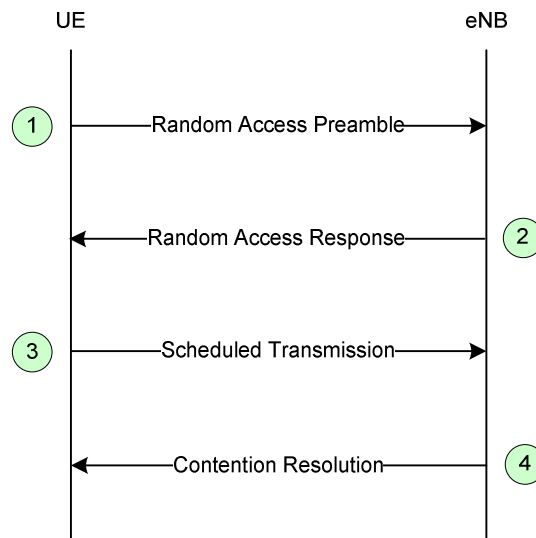 UE
eNB
1
Random Access Preamble
Random Access Response
2
3
Scheduled Transmission
Contention Resolution
4